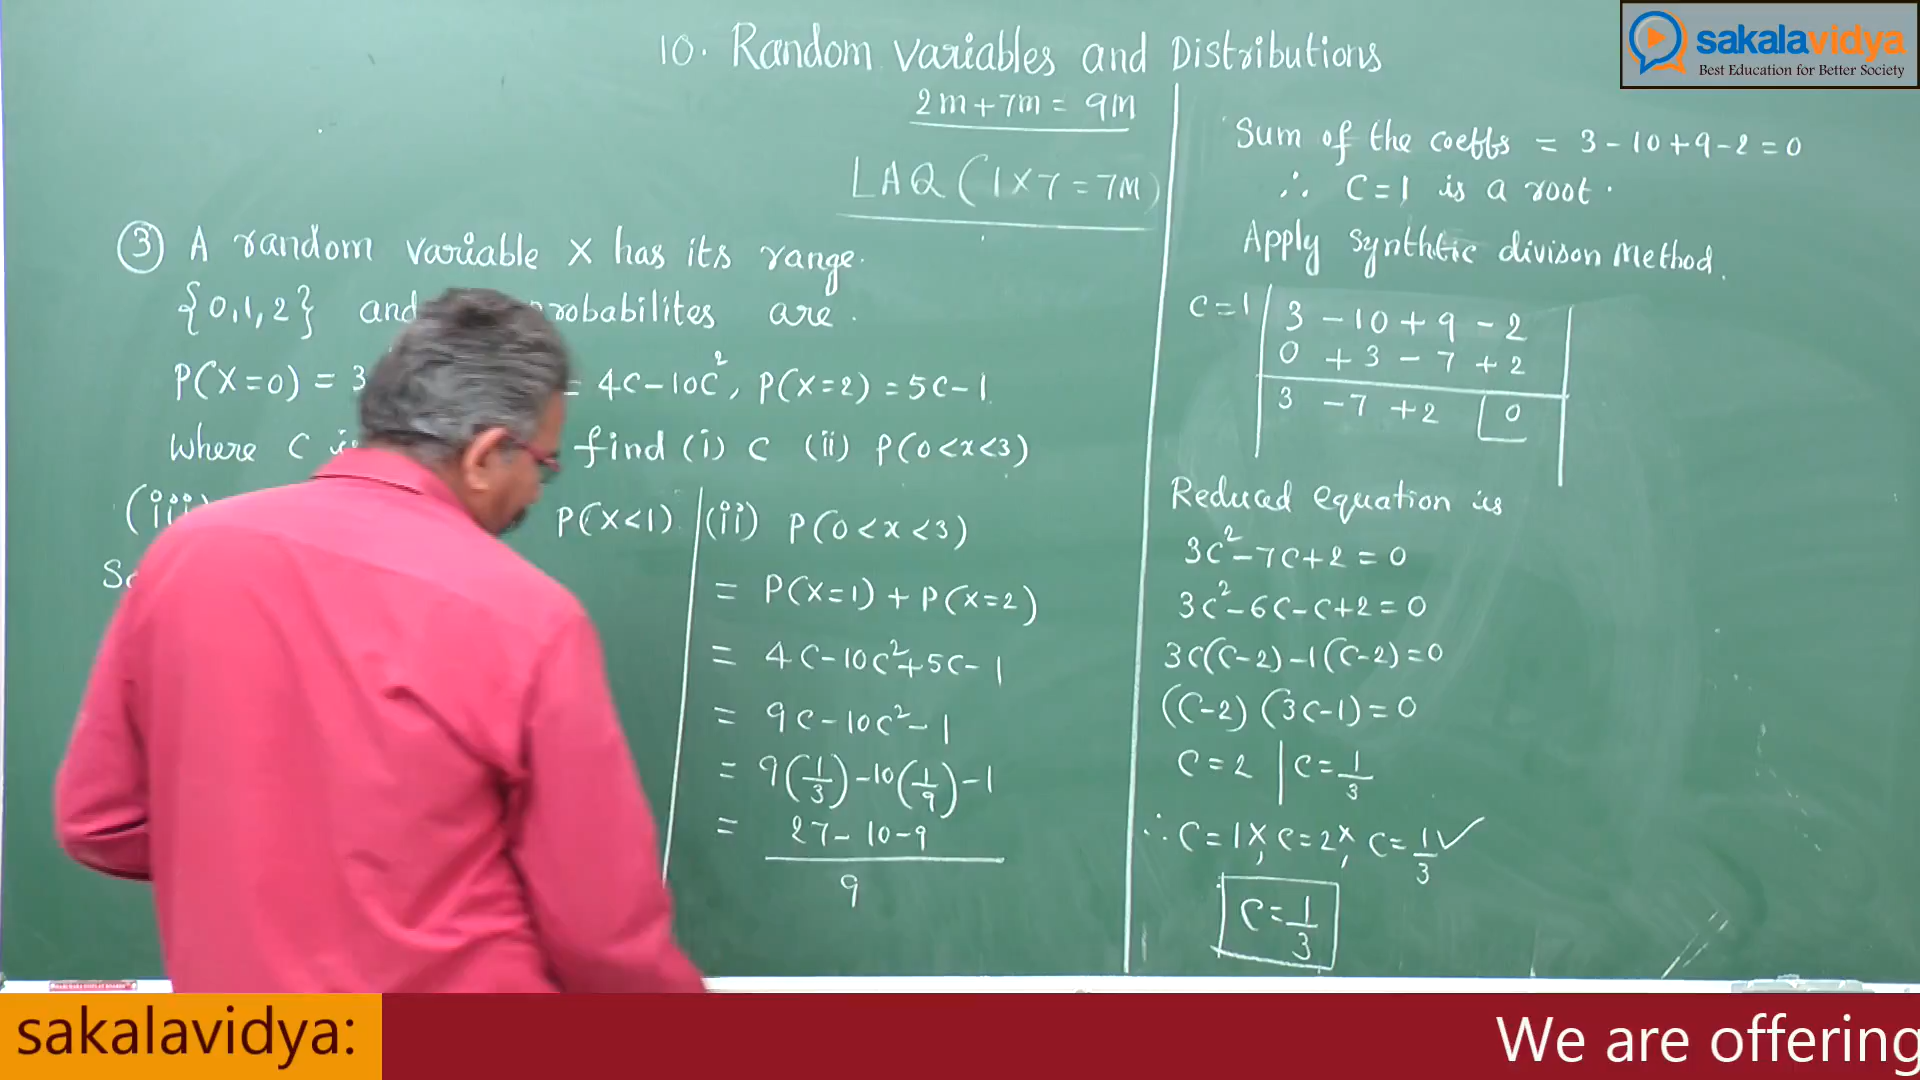 10. Random variables and Distributions
2m+7m = 9M
LAQ (1×7=7M)
③ A random variable X has its range.
{0,1,2} and robabilites are.
P(X=0) = 3 = 4C-10C², P(X=2) = 5C-1
Where C is find (i) C (ii) P(0<x<3)
(iii) P(X<1)
(ii) P(0<x<3)
= P(X=1) + P(X=2)
= 4C-10C²+5C-1
= 9C-10C²-1
= 9(1/3)-10(1/9)-1
= 27-10-9
9
Sum of the coeffs = 3-10+9-2=0
∴ C=1 is a root.
Apply Synthtic divison Method.
C=1 | 3 -10 +9 -2
0 +3 -7 +2
3 -7 +2 0
Reduced equation is
3C²-7C+2=0
3C²-6C-C+2=0
3C(C-2)-1(C-2)=0
(C-2)(3C-1)=0
C=2 | C=1/3
∴ C=1×, C=2×, C=1/3 ✓
C=1/3
sakalavidya
Best Education for Better Society
sakalavidya:
We are offering